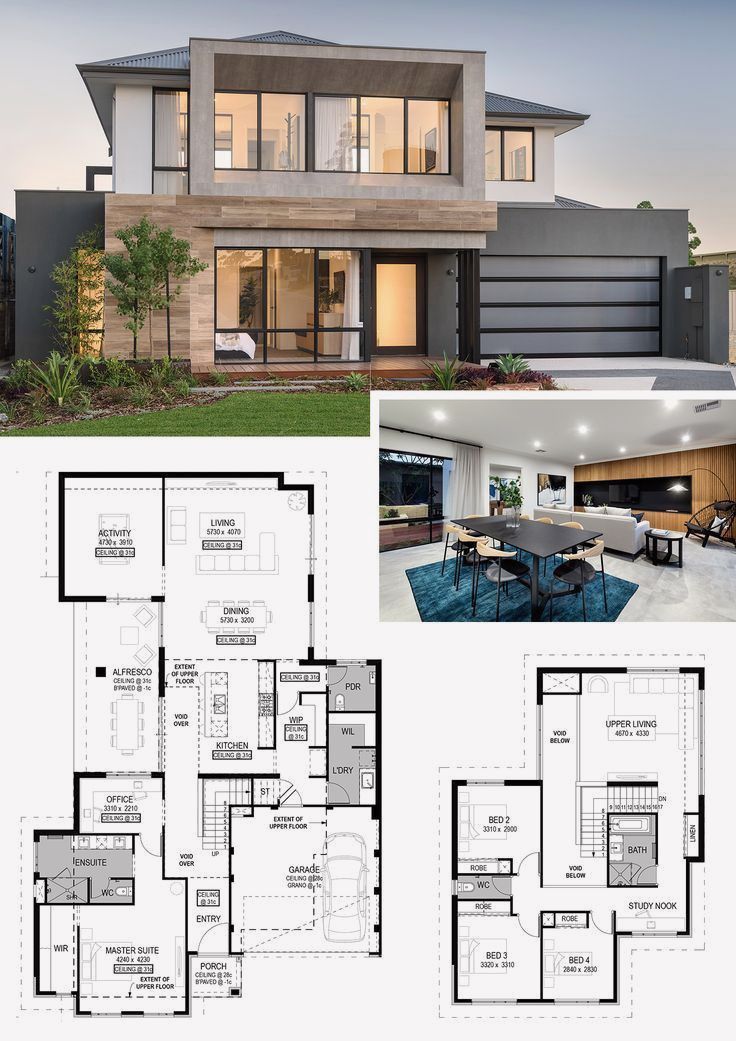 ACTIVITY
4730 x 3910
CEILING @ 31c
LIVING
5730 x 4070
CEILING @ 31c
DINING
5730 x 3200
CEILING @ 31c
ALFRESCO
CEILING @ 31c
B'PAVED @ -1c
EXTENT
OF UPPER
FLOOR
VOID
OVER
KITCHEN
CEILING @ 31c
CEILING
@ 31c
WIP
CEILING
@ 31c
PDR
WIL
L'DRY
ST
OFFICE
3310 x 2210
CEILING @ 31c
UP
EXTENT OF
UPPER FLOOR
ENSUITE
SHR
WC
VOID
OVER
GARAGE
CEILING @ 28c
GRANO @ -1c
CEILING
@ 31c
ENTRY
WIR
MASTER SUITE
4240 x 4230
CEILING @ 31c
EXTENT OF
UPPER FLOOR
PORCH
CEILING @ 28c
B'PAVED @ -1c
VOID
BELOW
UPPER LIVING
4670 x 4330
DN
9 10 11 12 13 14 15 16 17
BED 2
3310 x 2900
BATH
LINEN
ROBE
VOID
BELOW
WC
ROBE
ROBE
STUDY NOOK
BED 3
3320 x 3310
BED 4
2840 x 2830